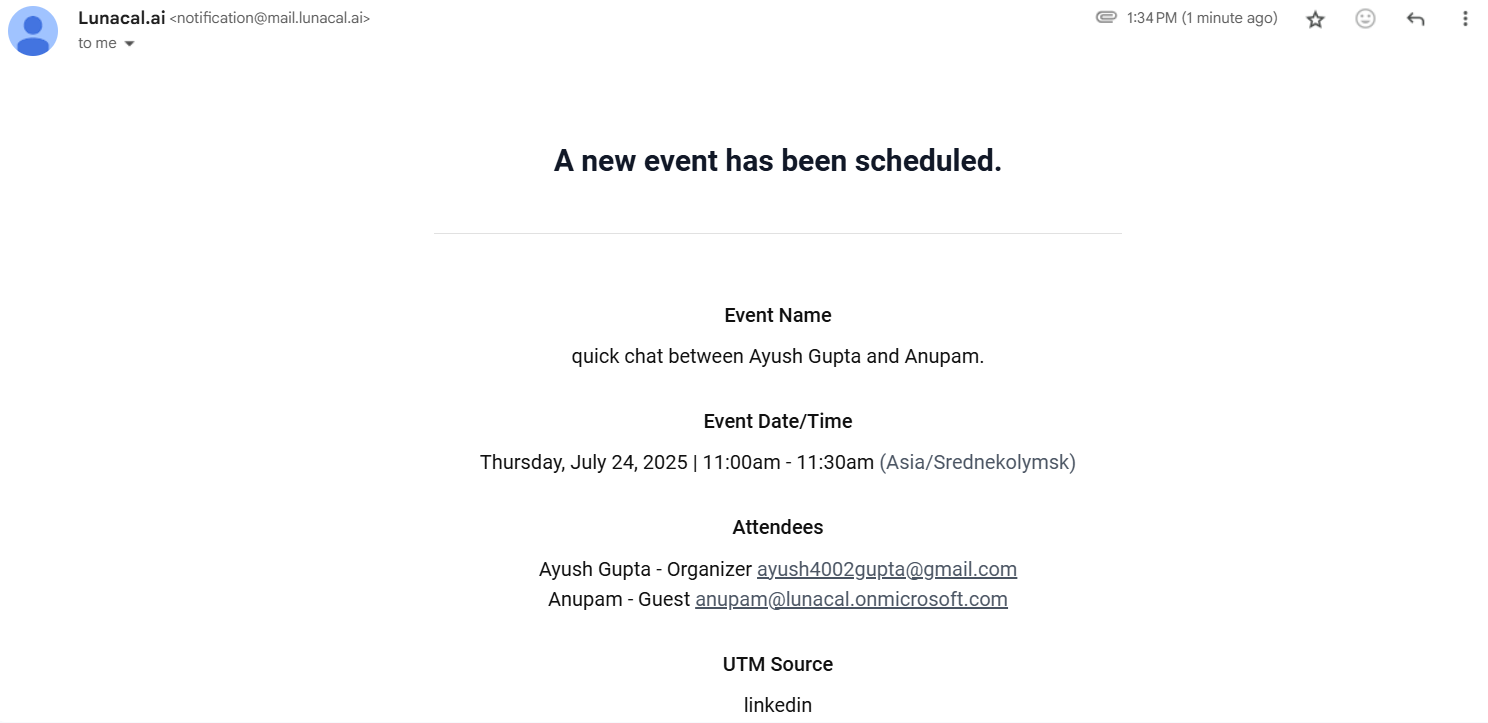 Lunacal.ai <notification@mail.lunacal.ai>
1:34 PM (1 minute ago)
to me
A new event has been scheduled.
Event Name
quick chat between Ayush Gupta and Anupam.
Event Date/Time
Thursday, July 24, 2025 | 11:00am - 11:30am (Asia/Srednekolymsk)
Attendees
Ayush Gupta - Organizer ayush4002gupta@gmail.com
Anupam - Guest anupam@lunacal.onmicrosoft.com
UTM Source
linkedin